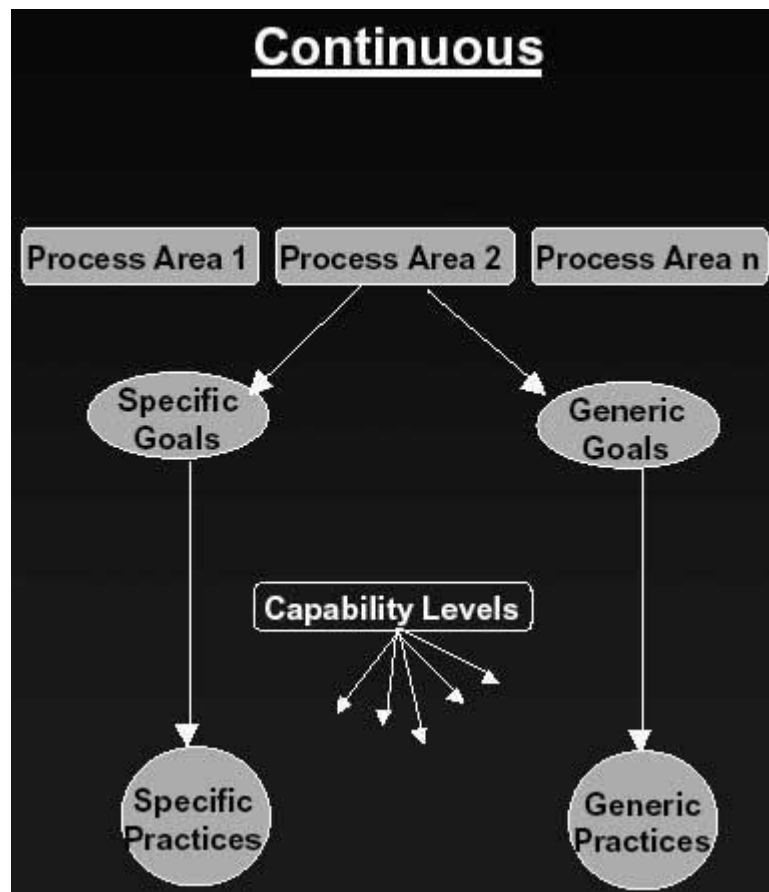 Continuous
Process Area 1
Process Area 2
Process Area n
Specific
Goals
Generic
Goals
Capability Levels
Specific
Practices
Generic
Practices